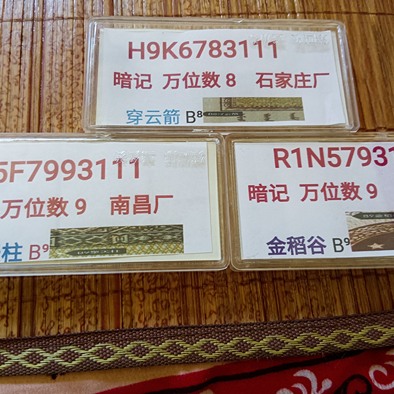 H9K6783111
暗记 万位数 8 石家庄厂
穿云箭 B⁸
5F7993111
万位数 9 南昌厂
柱 B⁹
R1N57931
暗记 万位数 9
金稻谷 B⁹